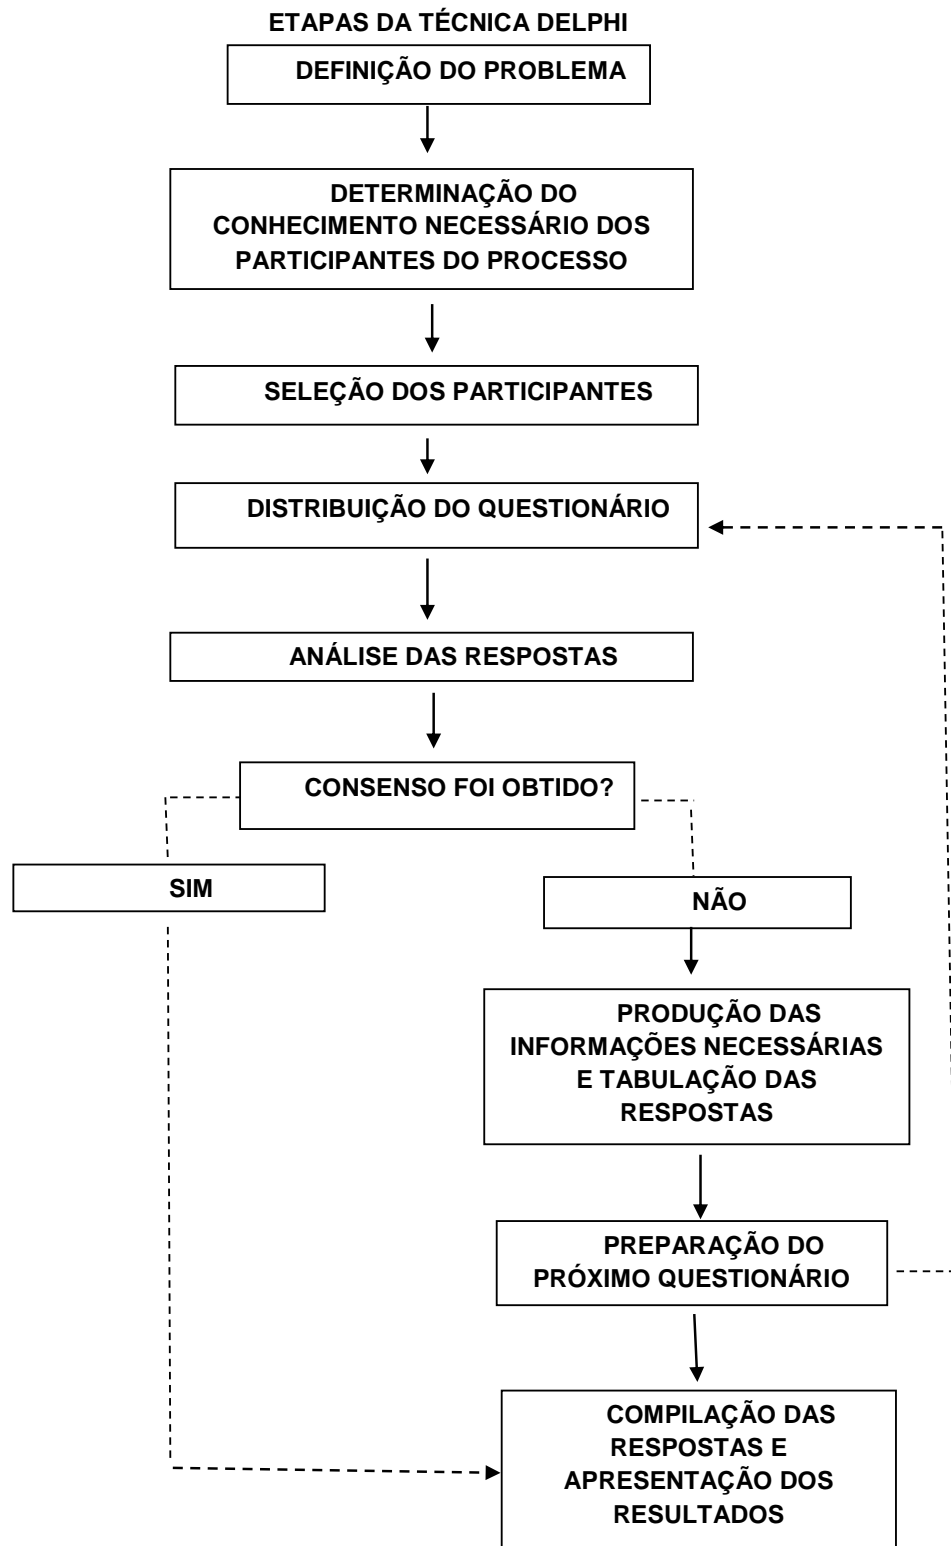 ETAPAS DA TÉCNICA DELPHI
DEFINIÇÃO DO PROBLEMA
DETERMINAÇÃO DO
CONHECIMENTO NECESSÁRIO DOS
PARTICIPANTES DO PROCESSO
SELEÇÃO DOS PARTICIPANTES
DISTRIBUIÇÃO DO QUESTIONÁRIO
ANÁLISE DAS RESPOSTAS
CONSENSO FOI OBTIDO?
SIM
NÃO
PRODUÇÃO DAS
INFORMAÇÕES NECESSÁRIAS
E TABULAÇÃO DAS
RESPOSTAS
PREPARAÇÃO DO
PRÓXIMO QUESTIONÁRIO
COMPILAÇÃO DAS
RESPOSTAS E
APRESENTAÇÃO DOS
RESULTADOS